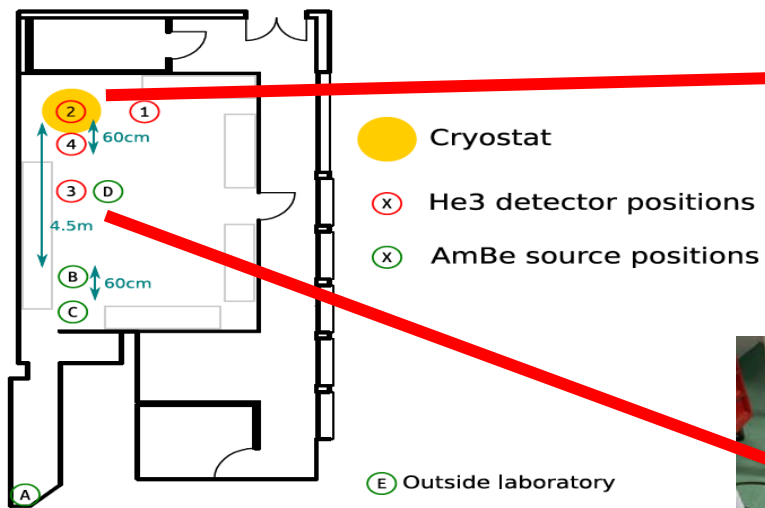 2
1
4
60cm
3
D
4.5m
B
60cm
C
A
Cryostat
X He3 detector positions
X AmBe source positions
E Outside laboratory